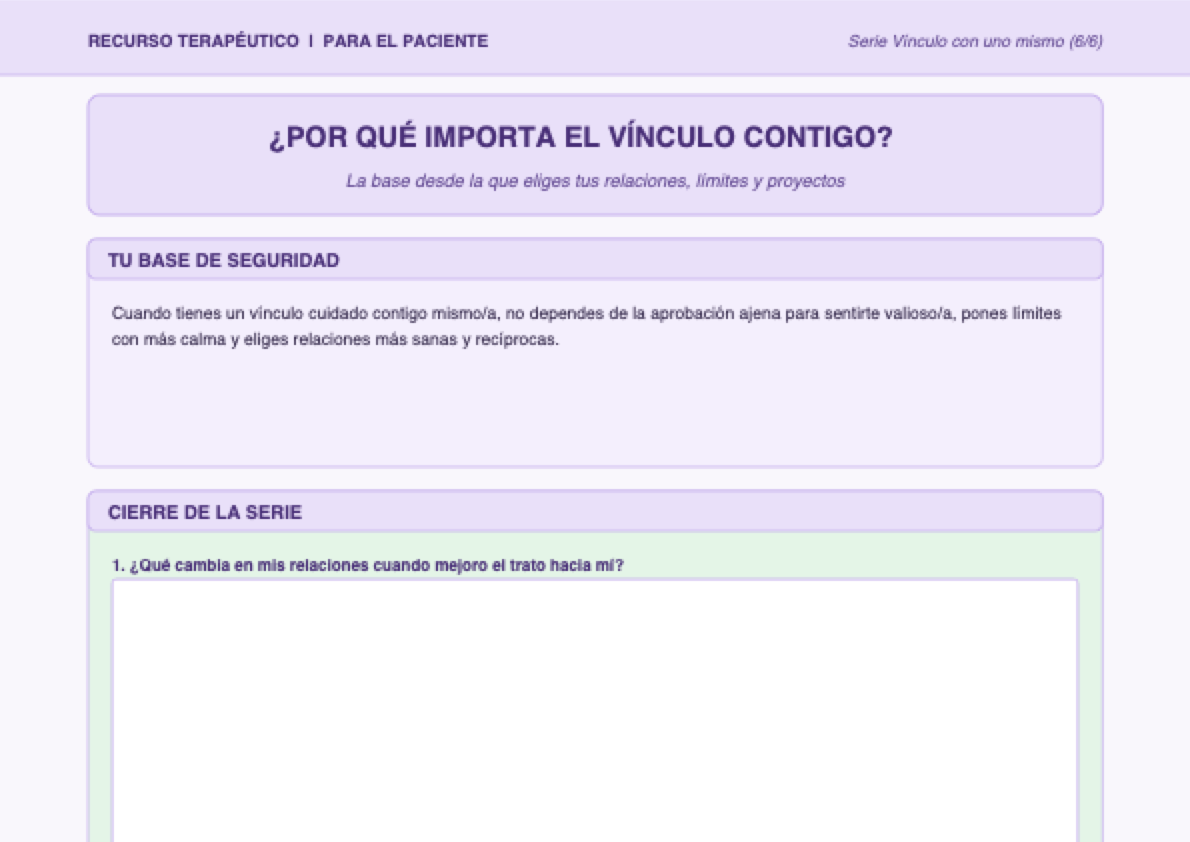 RECURSO TERAPÉUTICO | PARA EL PACIENTE
Serie Vínculo con uno mismo (6/6)
¿POR QUÉ IMPORTA EL VÍNCULO CONTIGO?
La base desde la que eliges tus relaciones, límites y proyectos
TU BASE DE SEGURIDAD
Cuando tienes un vínculo cuidado contigo mismo/a, no dependes de la aprobación ajena para sentirte valioso/a, pones límites
con más calma y eliges relaciones más sanas y recíprocas.
CIERRE DE LA SERIE
1. ¿Qué cambia en mis relaciones cuando mejoro el trato hacia mí?